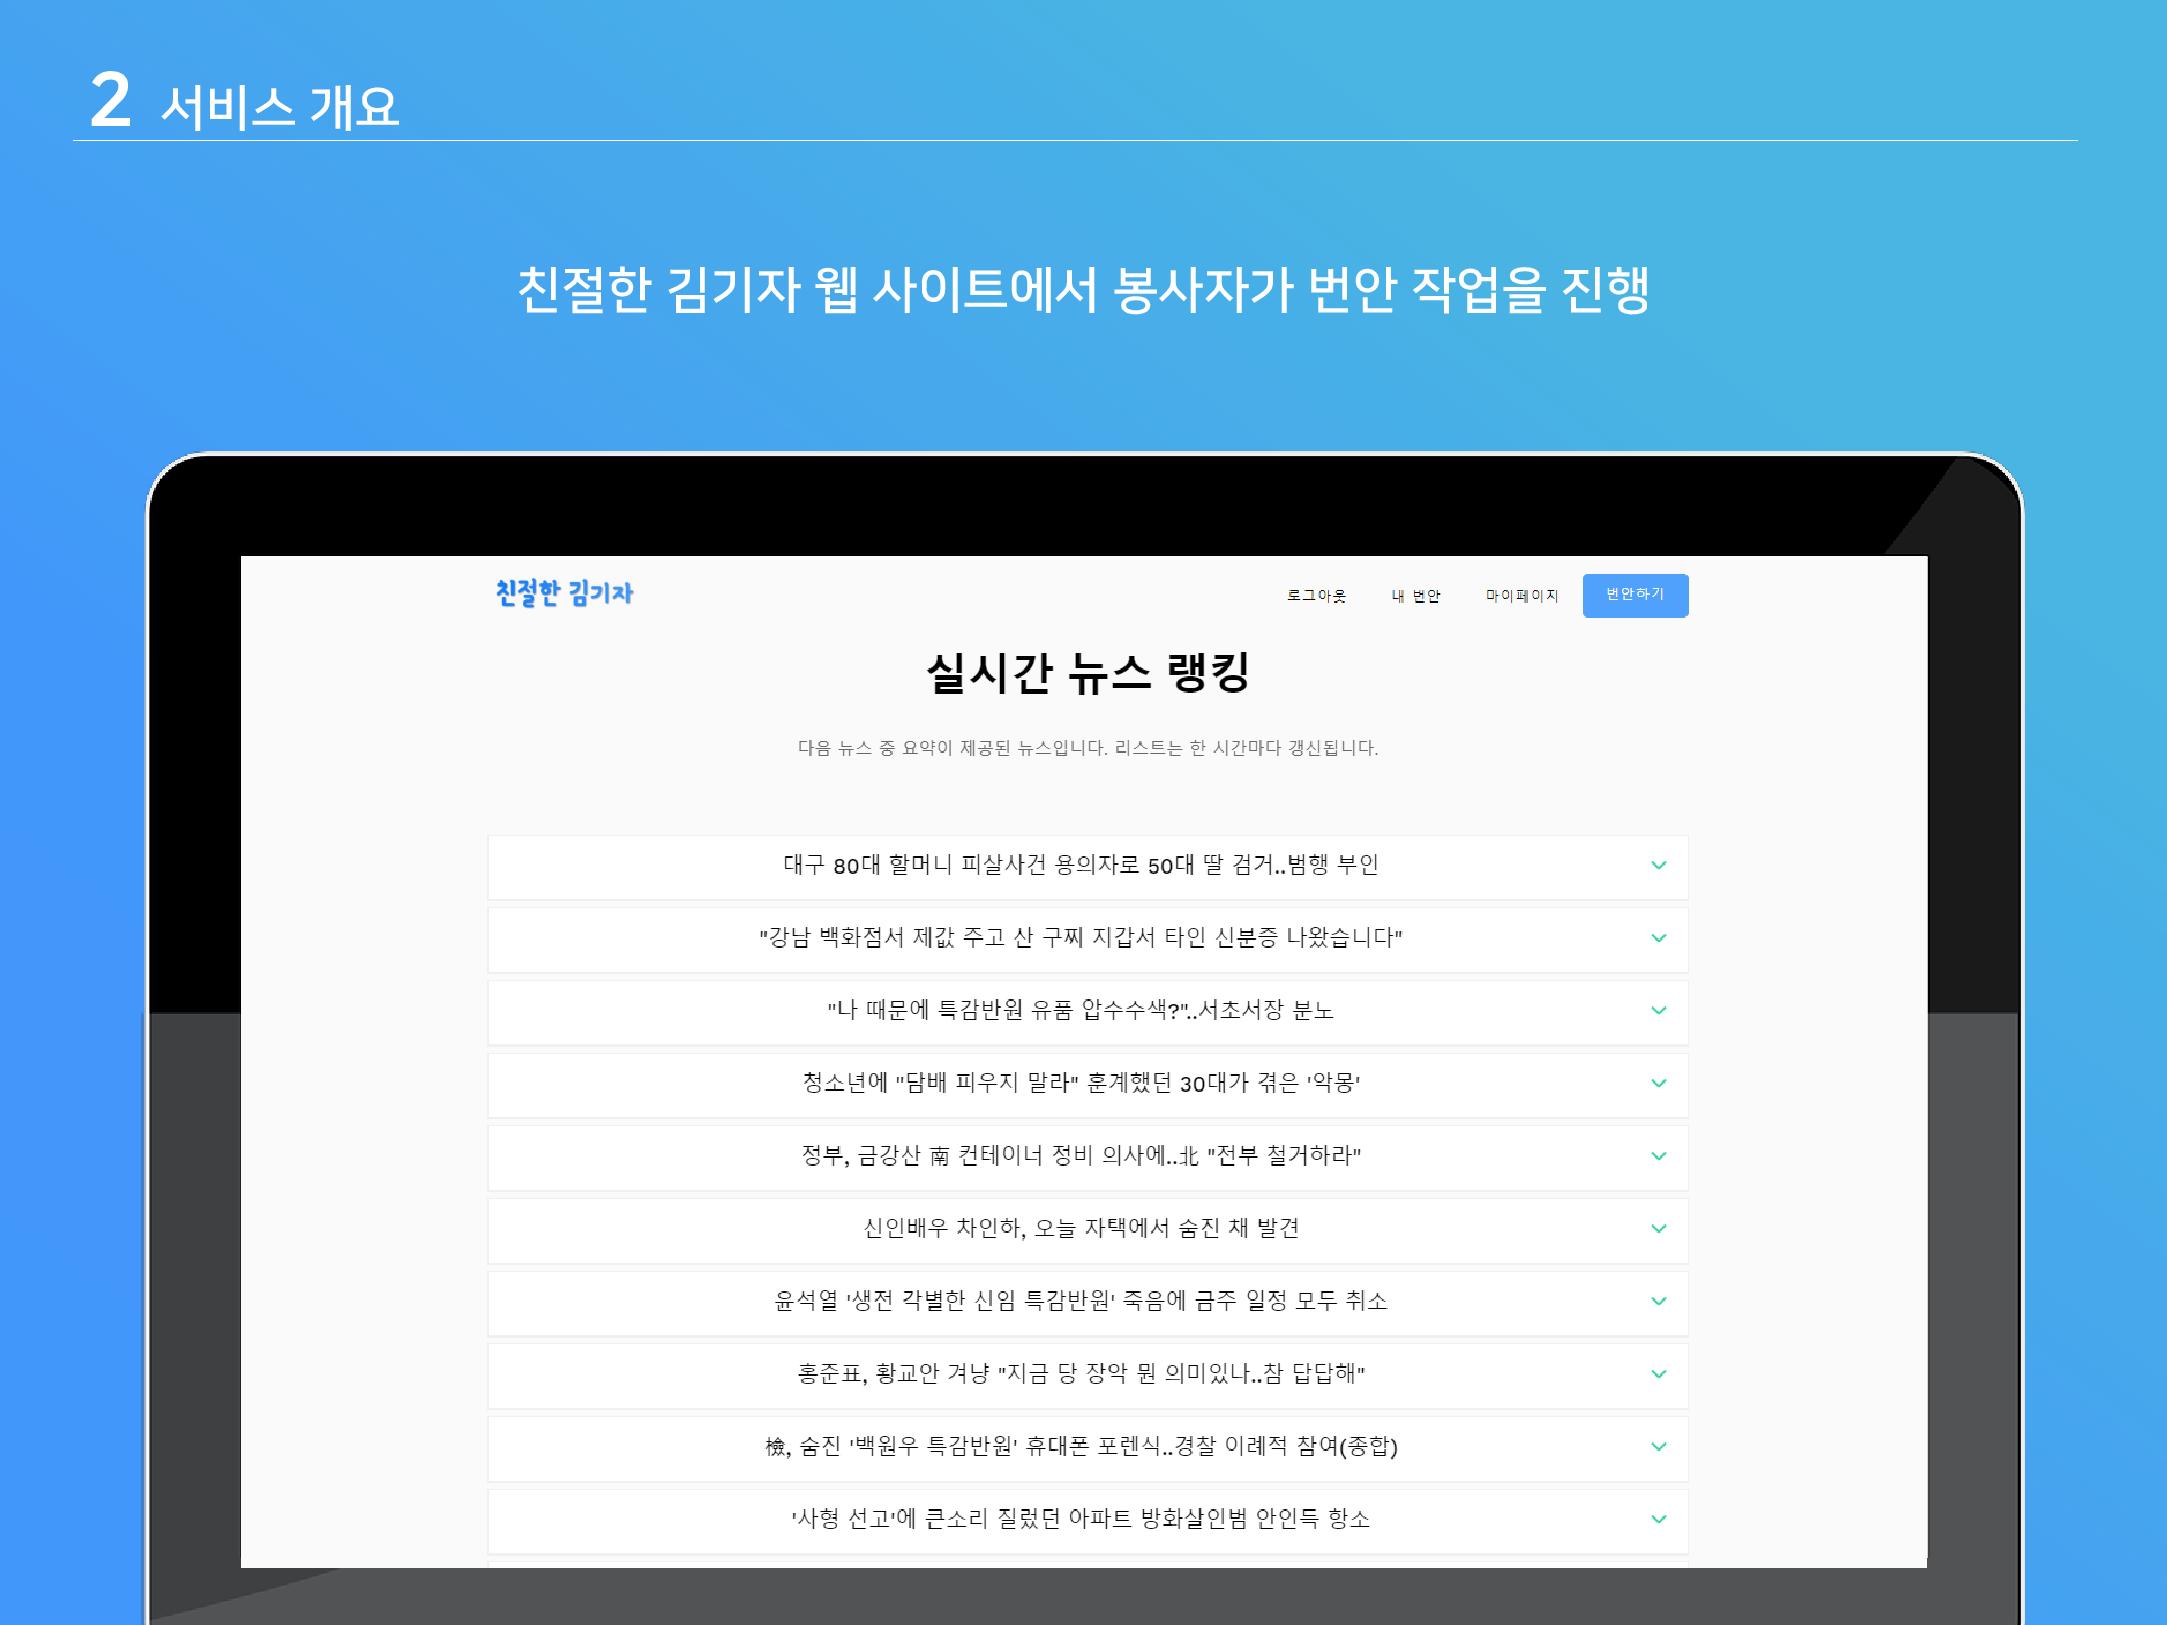 2 서비스 개요
친절한 김기자 웹 사이트에서 봉사자가 번안 작업을 진행
친절한 김기자
로그아웃 내 번안 마이페이지 번안하기
실시간 뉴스 랭킹
다음 뉴스 중 요약이 제공된 뉴스입니다. 리스트는 한 시간마다 갱신됩니다.
대구 80대 할머니 피살사건 용의자로 50대 딸 검거..범행 부인
"강남 백화점서 제값 주고 산 구찌 지갑서 타인 신분증 나왔습니다"
"나 때문에 특감반원 유품 압수수색?"..서초서장 분노
청소년에 "담배 피우지 말라" 훈계했던 30대가 겪은 '악몽'
정부, 금강산 南 컨테이너 정비 의사에..北 "전부 철거하라"
신인배우 차인하, 오늘 자택에서 숨진 채 발견
윤석열 '생전 각별한 신임 특감반원' 죽음에 금주 일정 모두 취소
홍준표, 황교안 겨냥 "지금 당 장악 뭔 의미있나..참 답답해"
檢, 숨진 '백원우 특감반원' 휴대폰 포렌식..경찰 이례적 참여(종합)
'사형 선고'에 큰소리 질렀던 아파트 방화살인범 안인득 항소